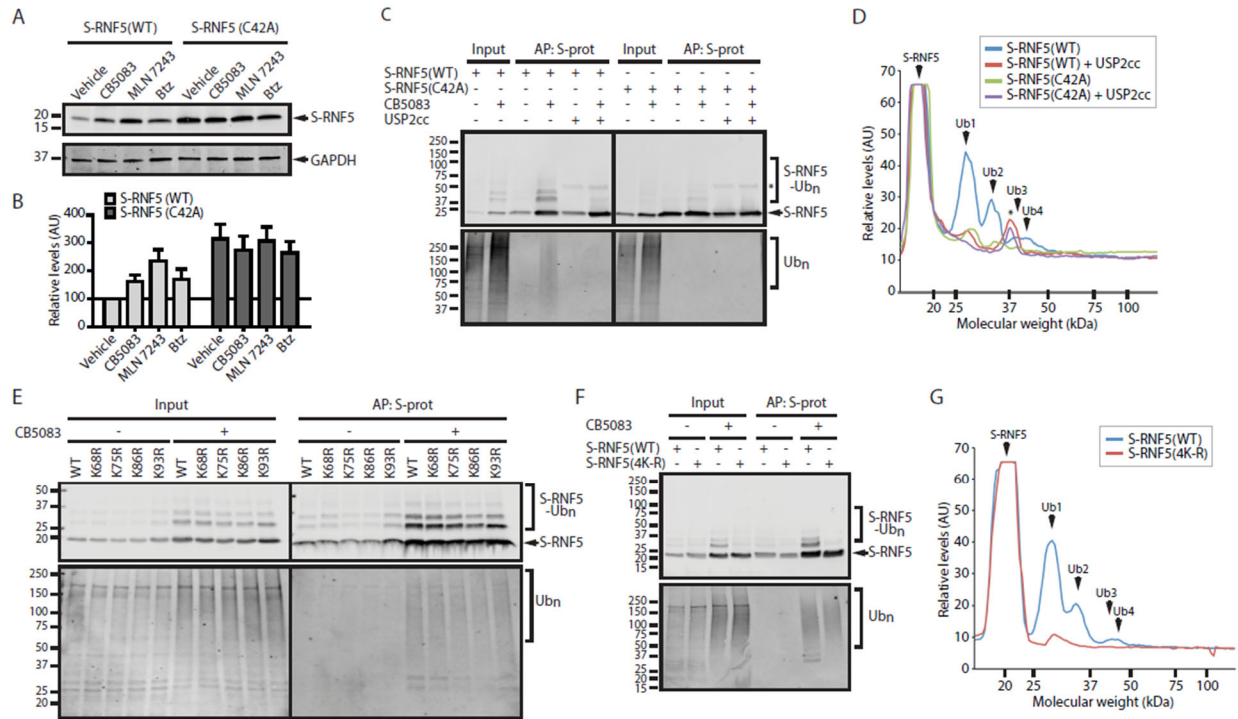 A
S-RNF5(WT) S-RNF5 (C42A)
Vehicle CB5083 MLN 7243 Btz Vehicle CB5083 MLN 7243 Btz
20
15
S-RNF5
37
GAPDH
B
S-RNF5 (WT)
S-RNF5 (C42A)
Relative levels (AU)
400
300
200
100
0
Vehicle CB5083 MLN 7243 Btz Vehicle CB5083 MLN 7243 Btz
C
Input AP: S-prot Input AP: S-prot
S-RNF5(WT) + + + + + + - - - - - -
S-RNF5(C42A) - - - - - - + + + + + +
CB5083 - + - + - + - + - + - +
USP2cc - - + + - - + +
250
150
100
75
50
37
25
S-RNF5
-Ubn
*
S-RNF5
250
150
100
75
50
37
Ubn
D
S-RNF5(WT)
S-RNF5(WT) + USP2cc
S-RNF5(C42A)
S-RNF5(C42A) + USP2cc
S-RNF5
Ub1
Ub2
Ub3
Ub4
*
Relative levels (AU)
70
60
50
40
30
20
10
0
20 25 37 50 75 100
Molecular weight (kDa)
E
Input AP: S-prot
CB5083 - + - +
WT K68R K75R K86R K93R WT K68R K75R K86R K93R WT K68R K75R K86R K93R WT K68R K75R K86R K93R
50
37
25
20
S-RNF5
-Ubn
S-RNF5
250
150
100
75
50
37
25
20
Ubn
F
Input AP: S-prot
CB5083 - + - +
S-RNF5(WT) + - + - + - + -
S-RNF5(4K-R) - + - + - + - +
250
150
100
75
50
37
25
20
15
S-RNF5
-Ubn
S-RNF5
250
150
100
75
50
37
25
20
15
Ubn
G
S-RNF5(WT)
S-RNF5(4K-R)
S-RNF5
Ub1
Ub2
Ub3
Ub4
Relative levels (AU)
70
60
50
40
30
20
10
0
20 25 37 50 75 100
Molecular weight (kDa)